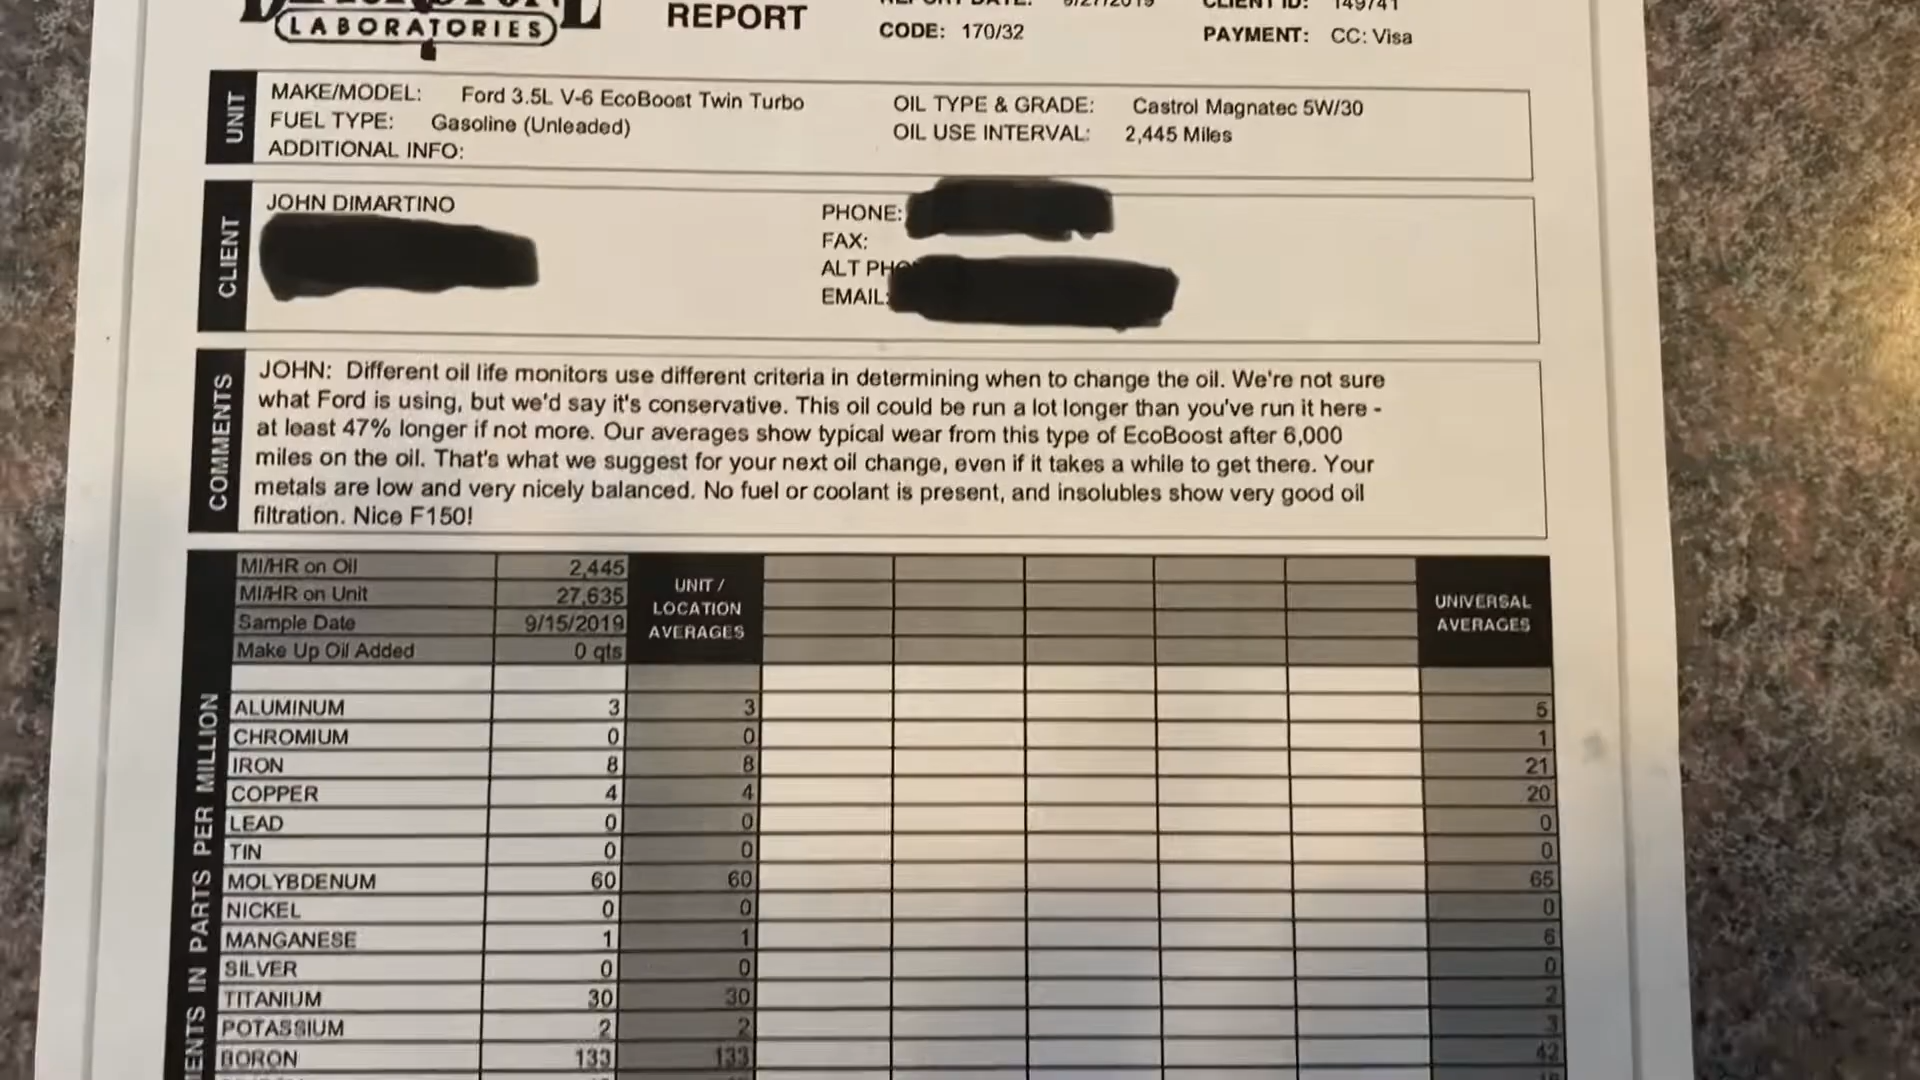 LABORATORIES
REPORT
CODE: 170/32
CLIENT ID: 149741
PAYMENT: CC: Visa
UNIT
MAKE/MODEL: Ford 3.5L V-6 EcoBoost Twin Turbo
FUEL TYPE: Gasoline (Unleaded)
ADDITIONAL INFO:
OIL TYPE & GRADE: Castrol Magnatec 5W/30
OIL USE INTERVAL: 2,445 Miles
CLIENT
JOHN DIMARTINO
PHONE:
FAX:
ALT PHO
EMAIL:
COMMENTS
JOHN: Different oil life monitors use different criteria in determining when to change the oil. We're not sure
what Ford is using, but we'd say it's conservative. This oil could be run a lot longer than you've run it here -
at least 47% longer if not more. Our averages show typical wear from this type of EcoBoost after 6,000
miles on the oil. That's what we suggest for your next oil change, even if it takes a while to get there. Your
metals are low and very nicely balanced. No fuel or coolant is present, and insolubles show very good oil
filtration. Nice F150!
MI/HR on Oil 2,445
MI/HR on Unit 27,635
Sample Date 9/15/2019
Make Up Oil Added 0 qts
UNIT /
LOCATION
AVERAGES
UNIVERSAL
AVERAGES
ENTS IN PARTS PER MILLION
ALUMINUM 3 3 5
CHROMIUM 0 0 1
IRON 8 8 21
COPPER 4 4 20
LEAD 0 0 0
TIN 0 0 0
MOLYBDENUM 60 60 65
NICKEL 0 0 0
MANGANESE 1 1 6
SILVER 0 0 0
TITANIUM 30 30 2
POTASSIUM 2 2 3
BORON 133 133 42